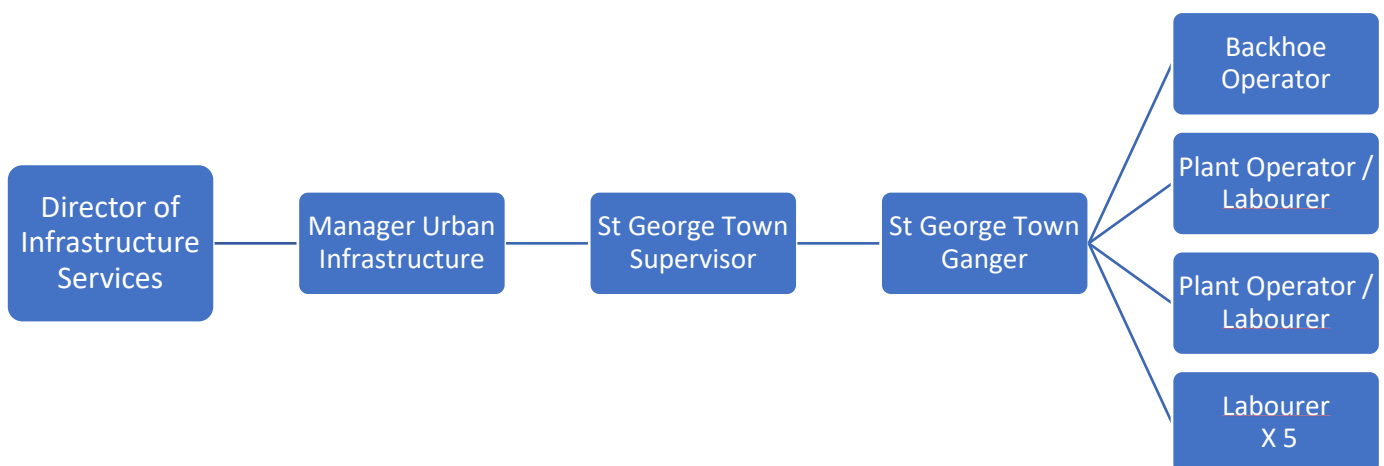 Director of
Infrastructure
Services
Manager Urban
Infrastructure
St George Town
Supervisor
St George Town
Ganger
Backhoe
Operator
Plant Operator /
Labourer
Plant Operator /
Labourer
Labourer
X 5